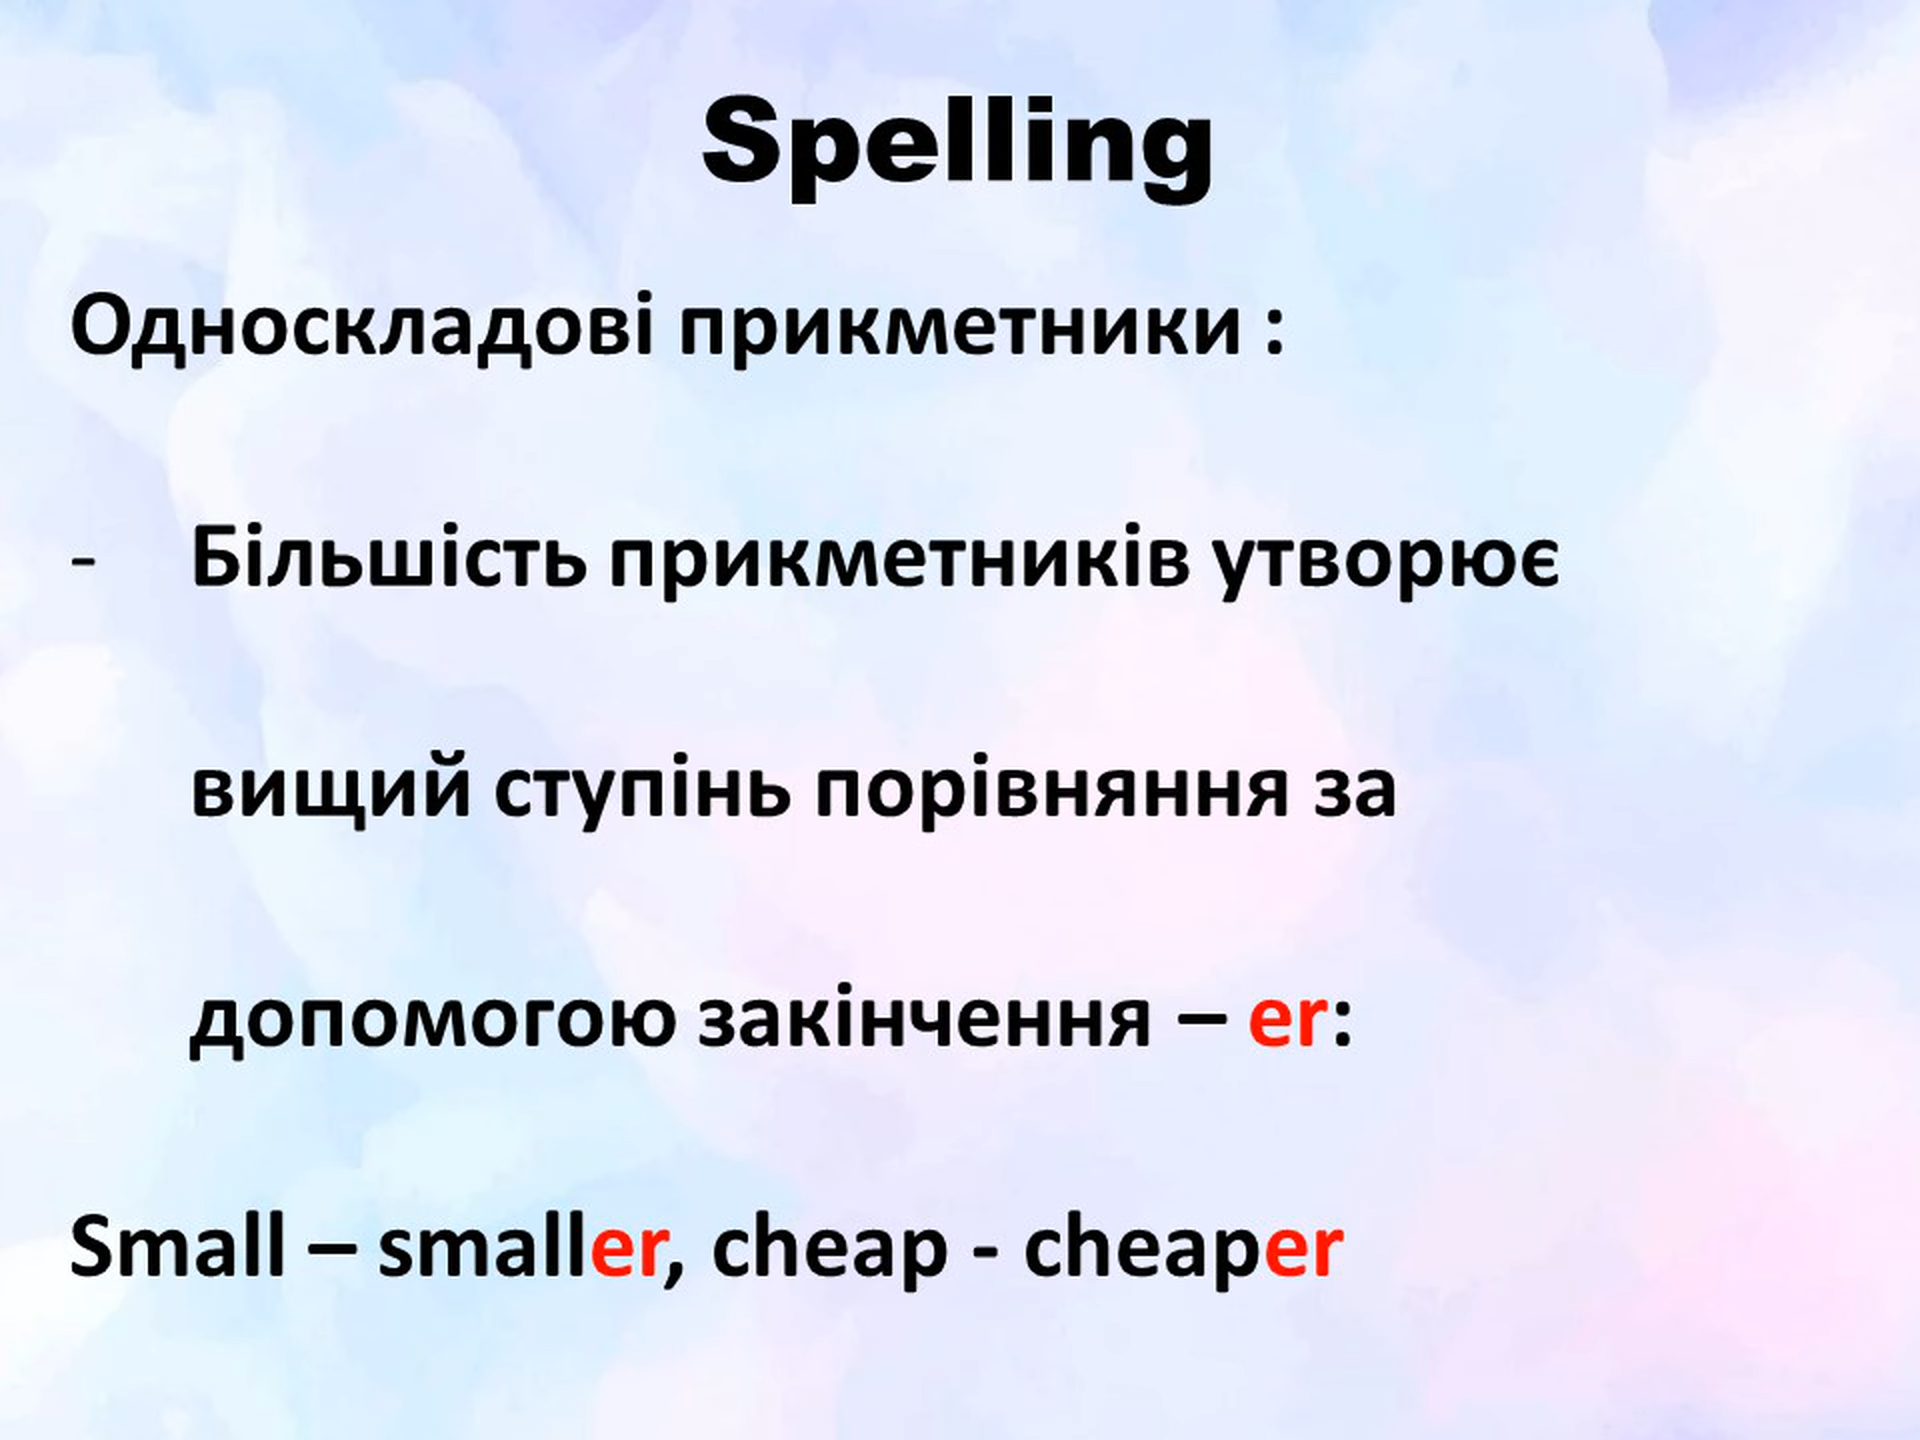 Spelling
Односкладові прикметники :
- Більшість прикметників утворює
вищий ступінь порівняння за
допомогою закінчення – er:
Small – smaller, cheap - cheaper